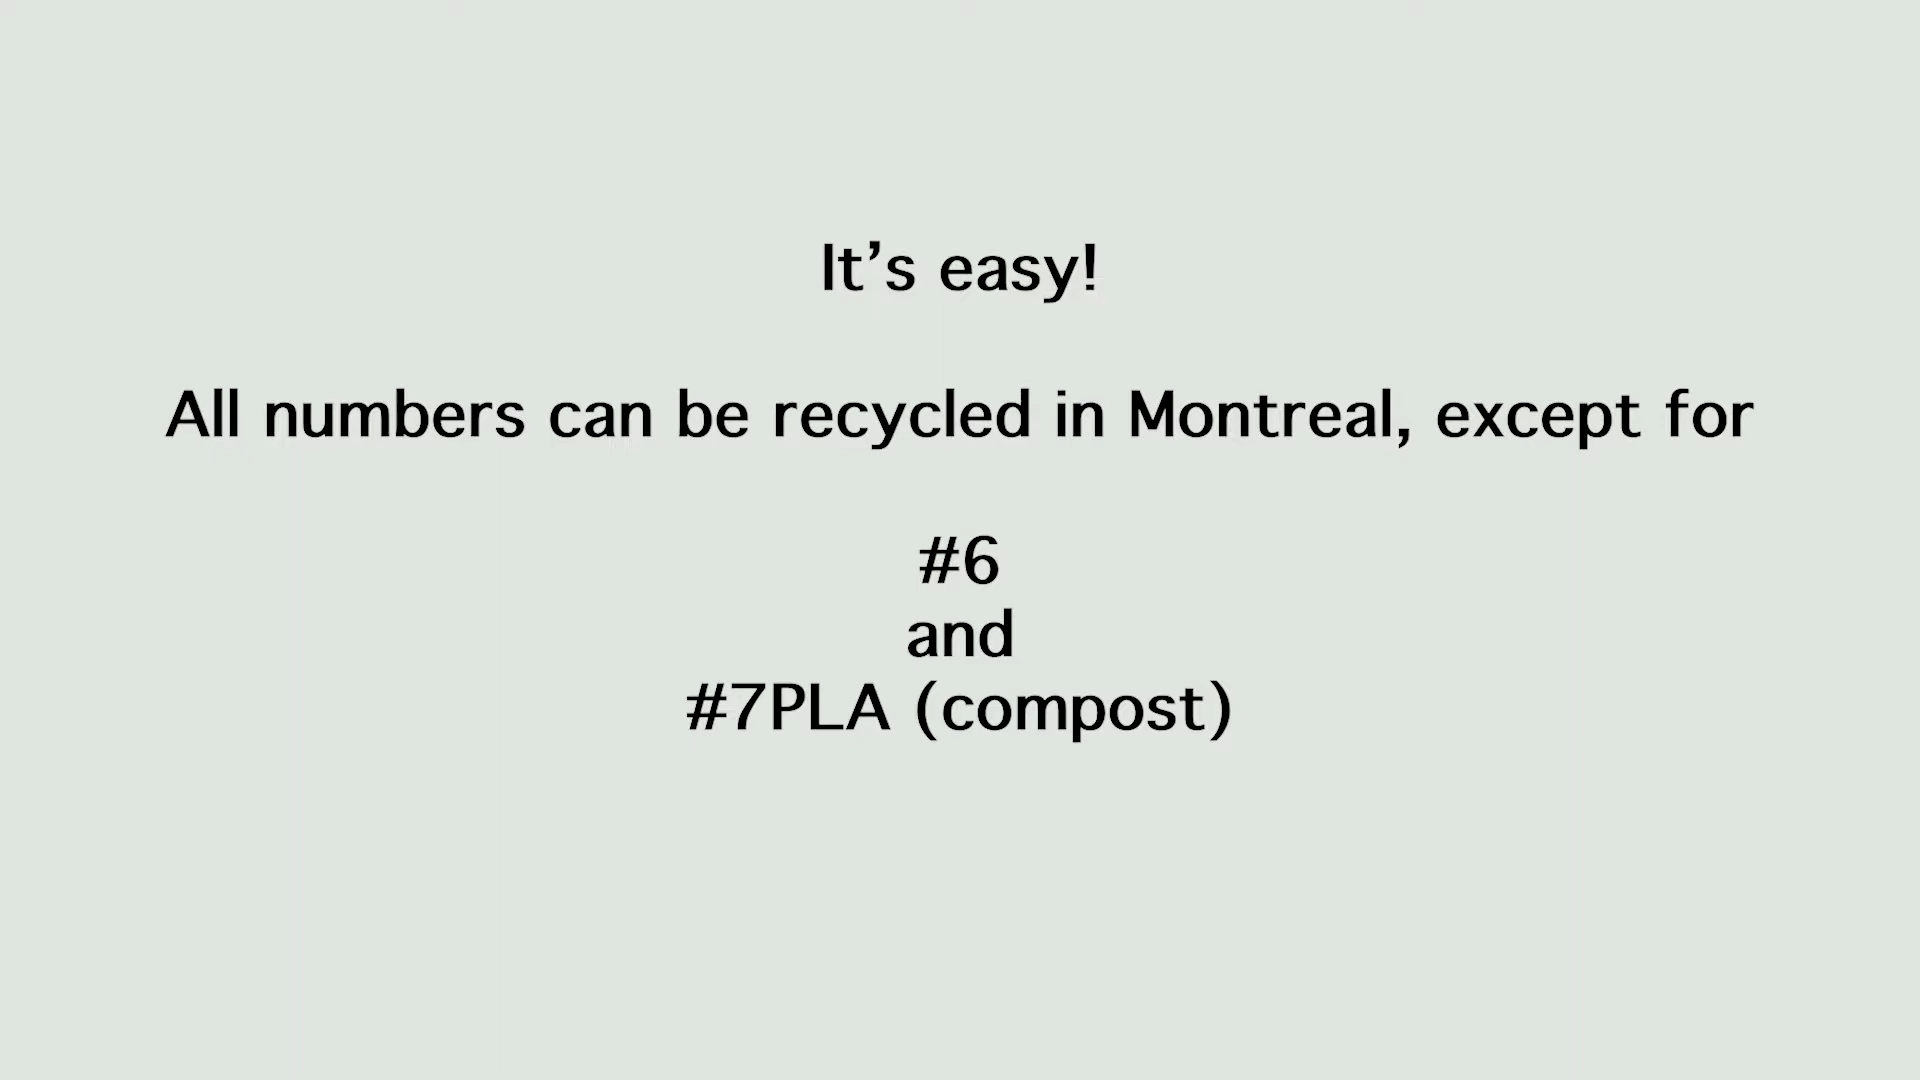 It’s easy!
All numbers can be recycled in Montreal, except for
#6
and
#7PLA (compost)